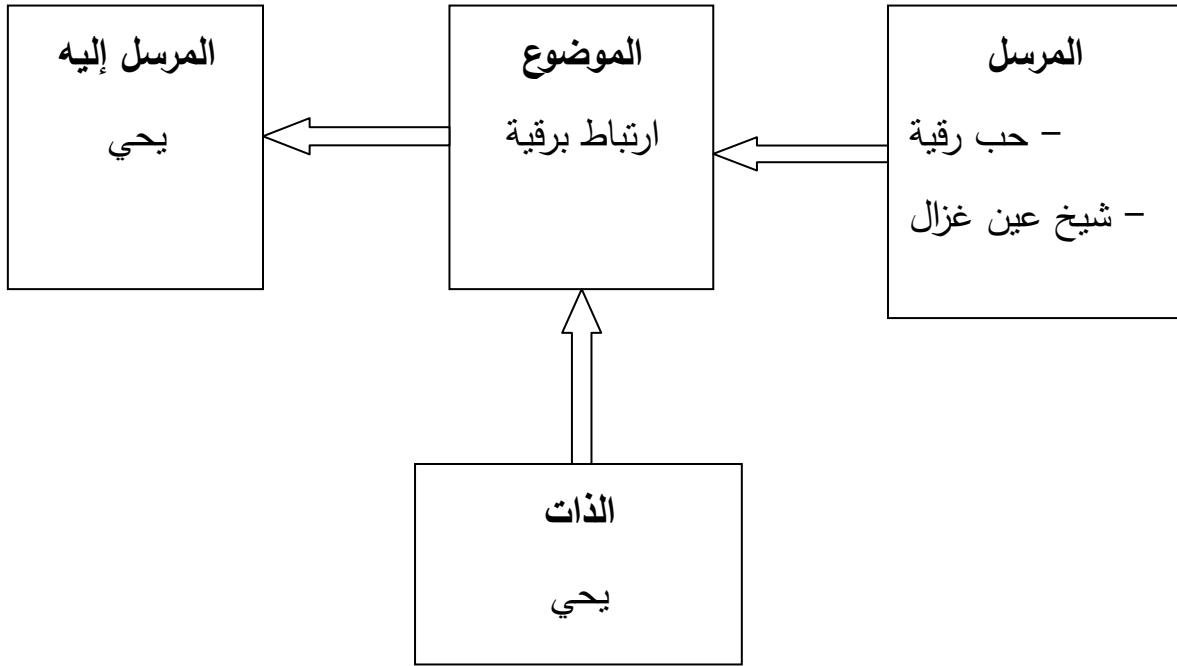 المرسل
– حب رقية
– شيخ عين غزال
الموضوع
ارتباط برقية
المرسل إليه
يحي
الذات
يحي